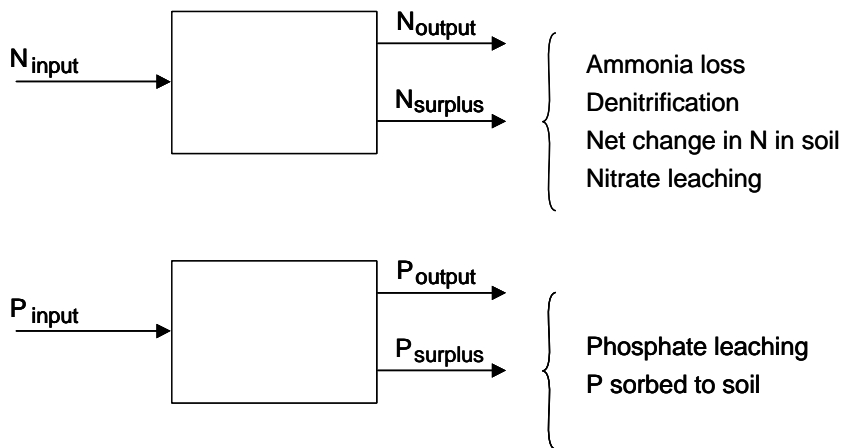 N input
N output
N surplus
Ammonia loss
Denitrification
Net change in N in soil
Nitrate leaching
P input
P output
P surplus
Phosphate leaching
P sorbed to soil